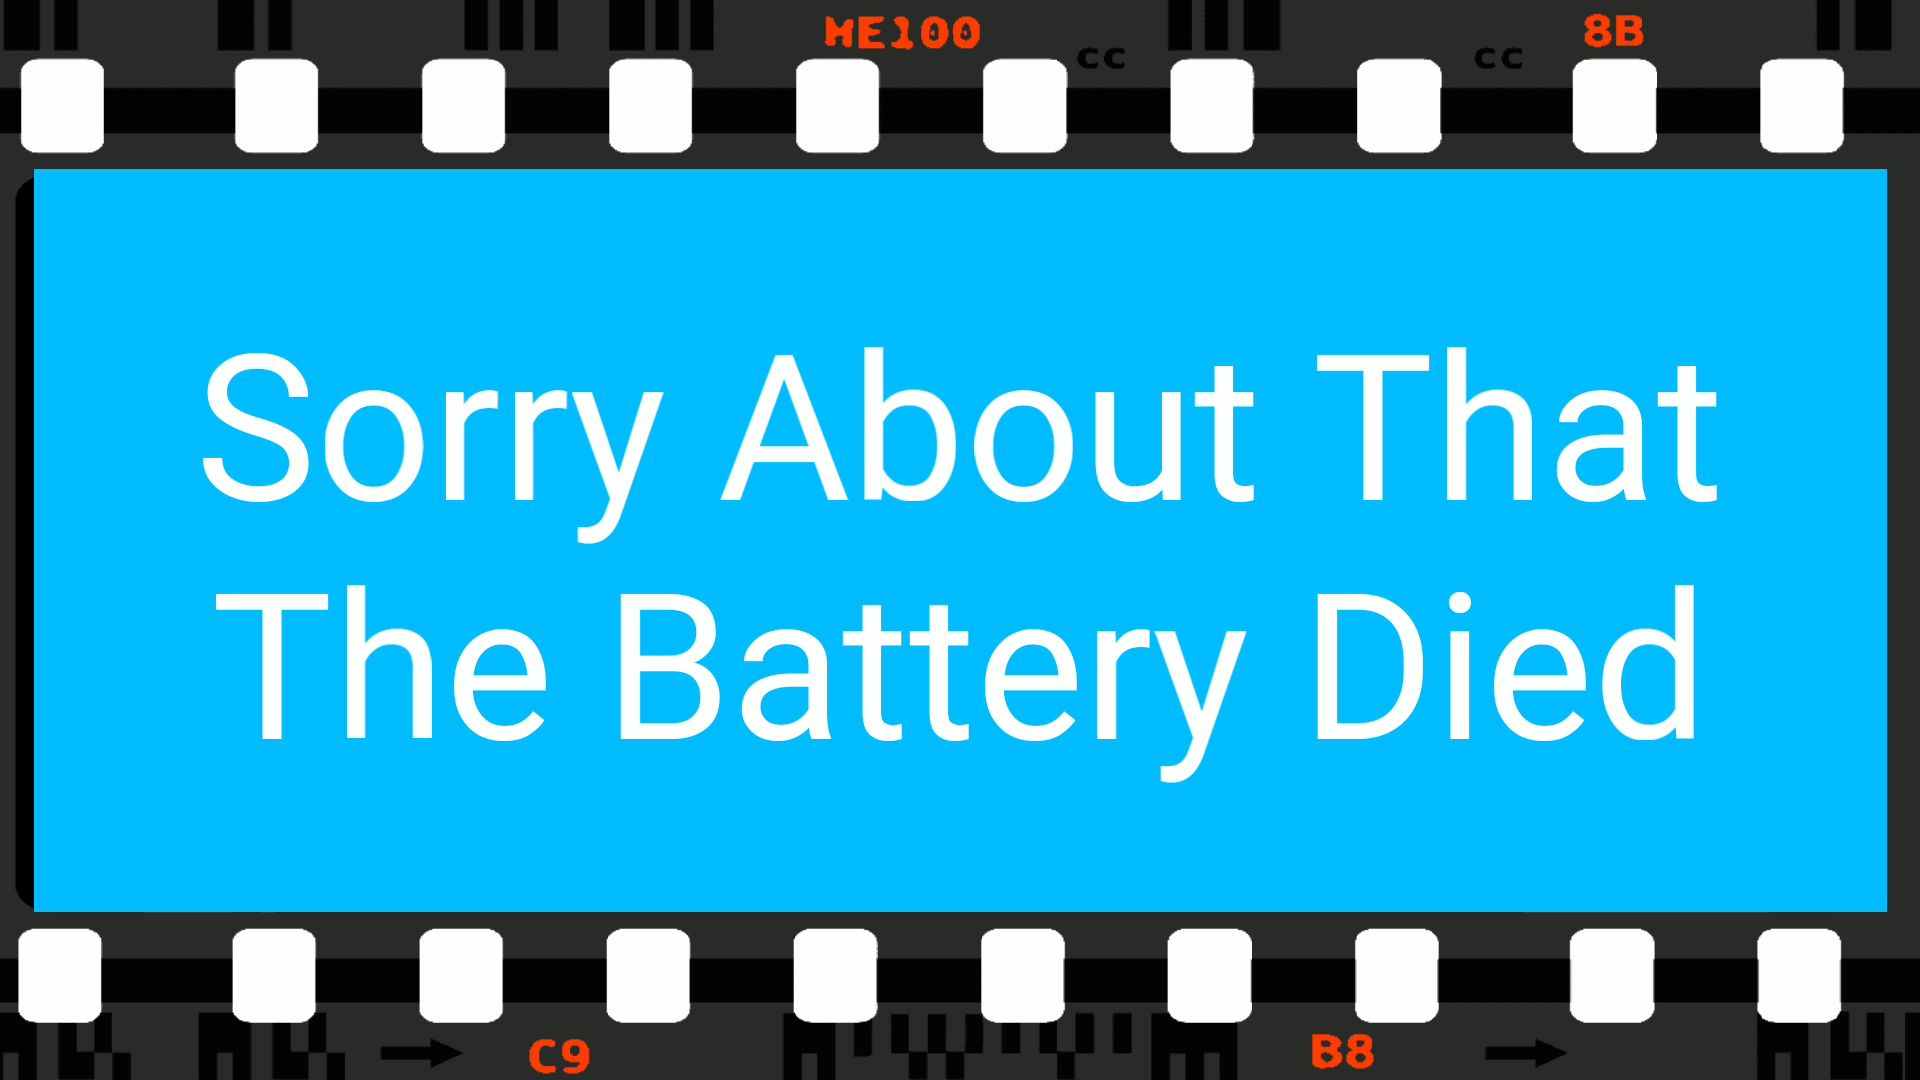 ME100
8B
cc
cc
Sorry About That
The Battery Died
C9
B8